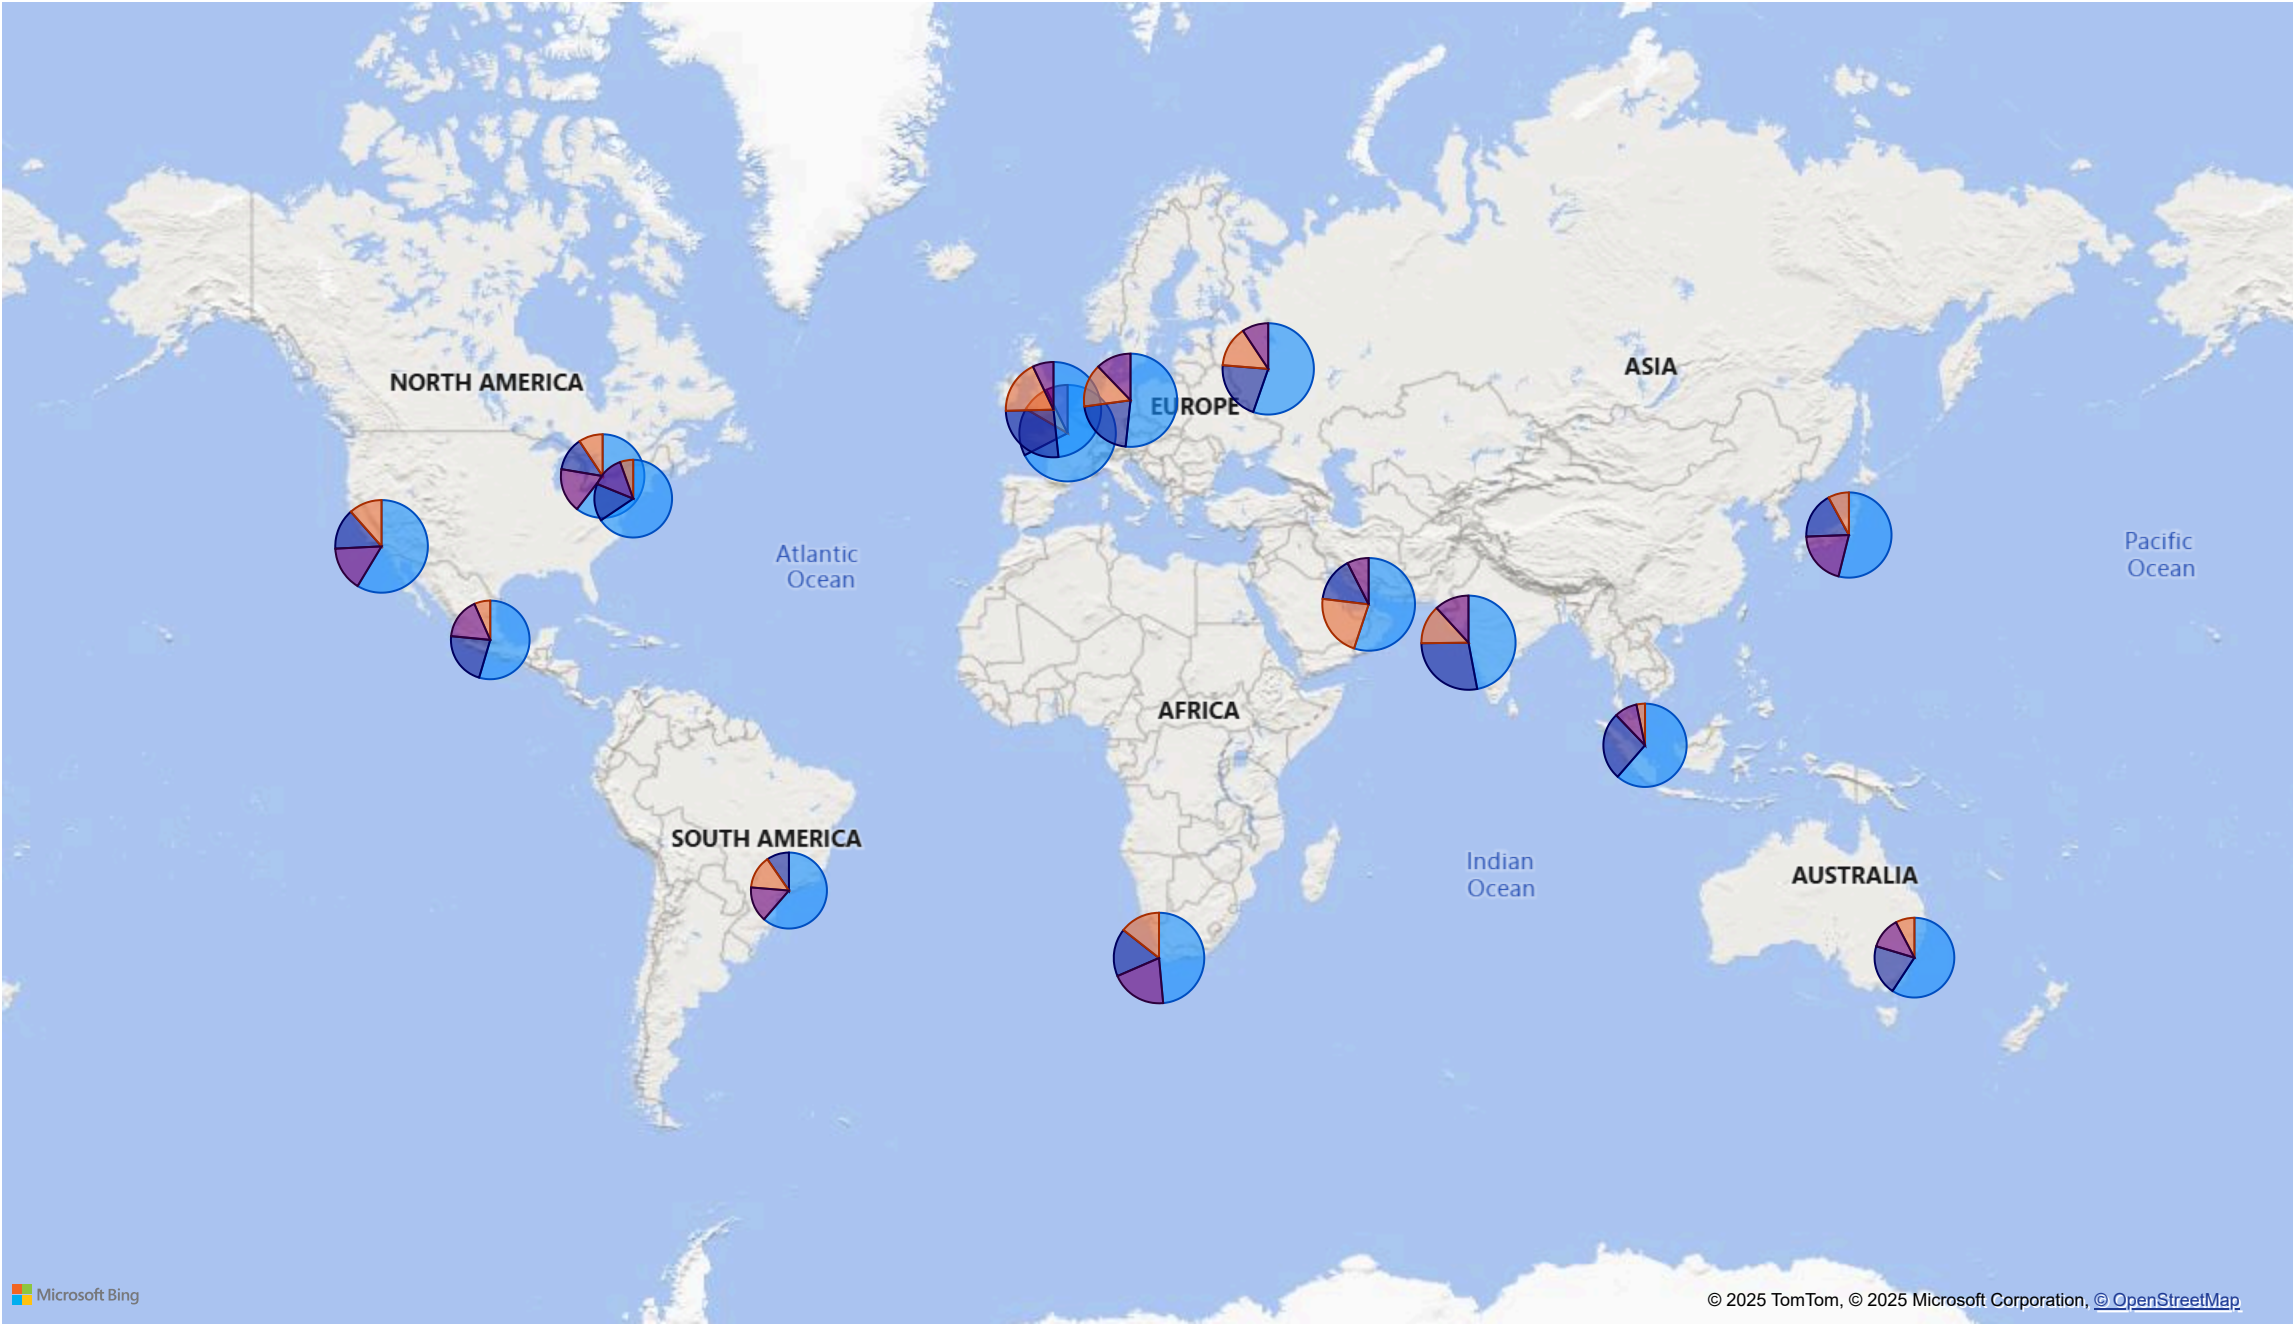 ASIA
NORTH AMERICA
EUROPE
Atlantic
Ocean
Pacific
Ocean
AFRICA
SOUTH AMERICA
Indian
Ocean
AUSTRALIA
Microsoft Bing
© 2025 TomTom, © 2025 Microsoft Corporation, © OpenStreetMap